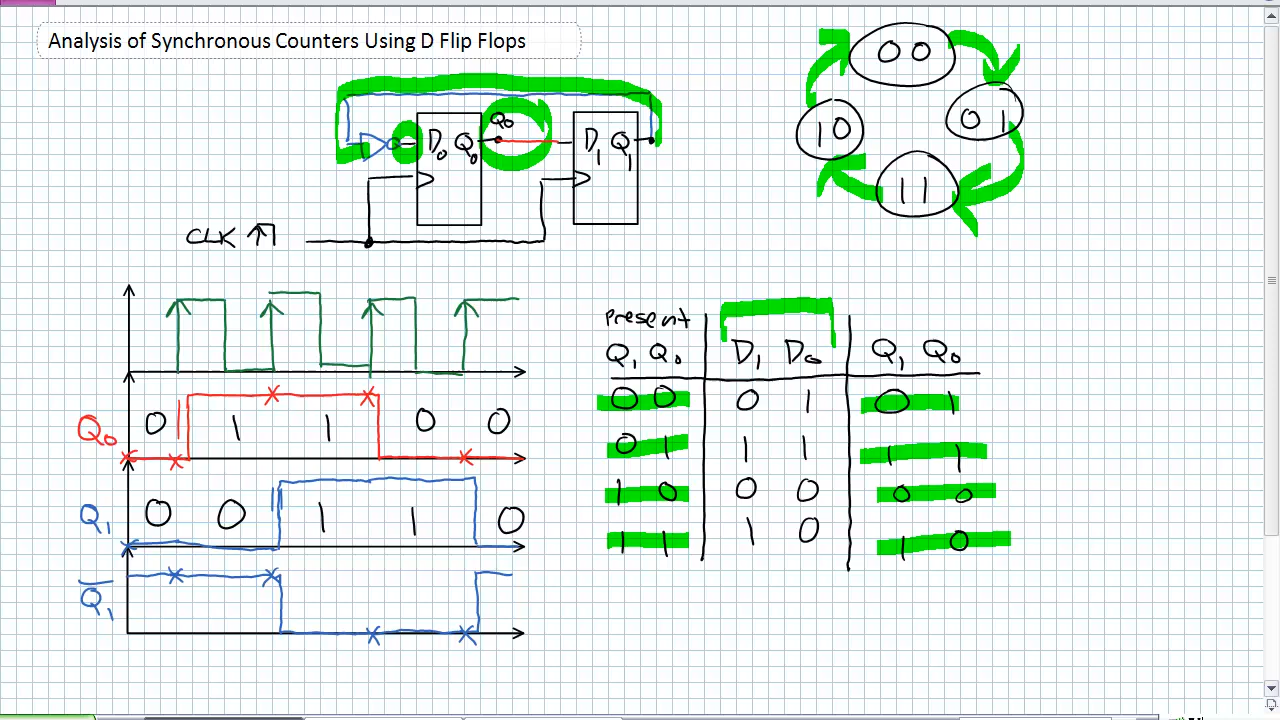 Analysis of Synchronous Counters Using D Flip Flops
00
01
10
11
Q₀
D₀ Q₀
D₁ Q₁
CLK
Q₀ 0 1 1 0 0
Q₁ 0 0 1 1 0
Q̅₁
Present
Q₁ Q₀ D₁ D₀ Q₁ Q₀
0 0 0 1 0 1
0 1 1 1 1 1
1 0 0 0 0 0
1 1 1 0 1 0